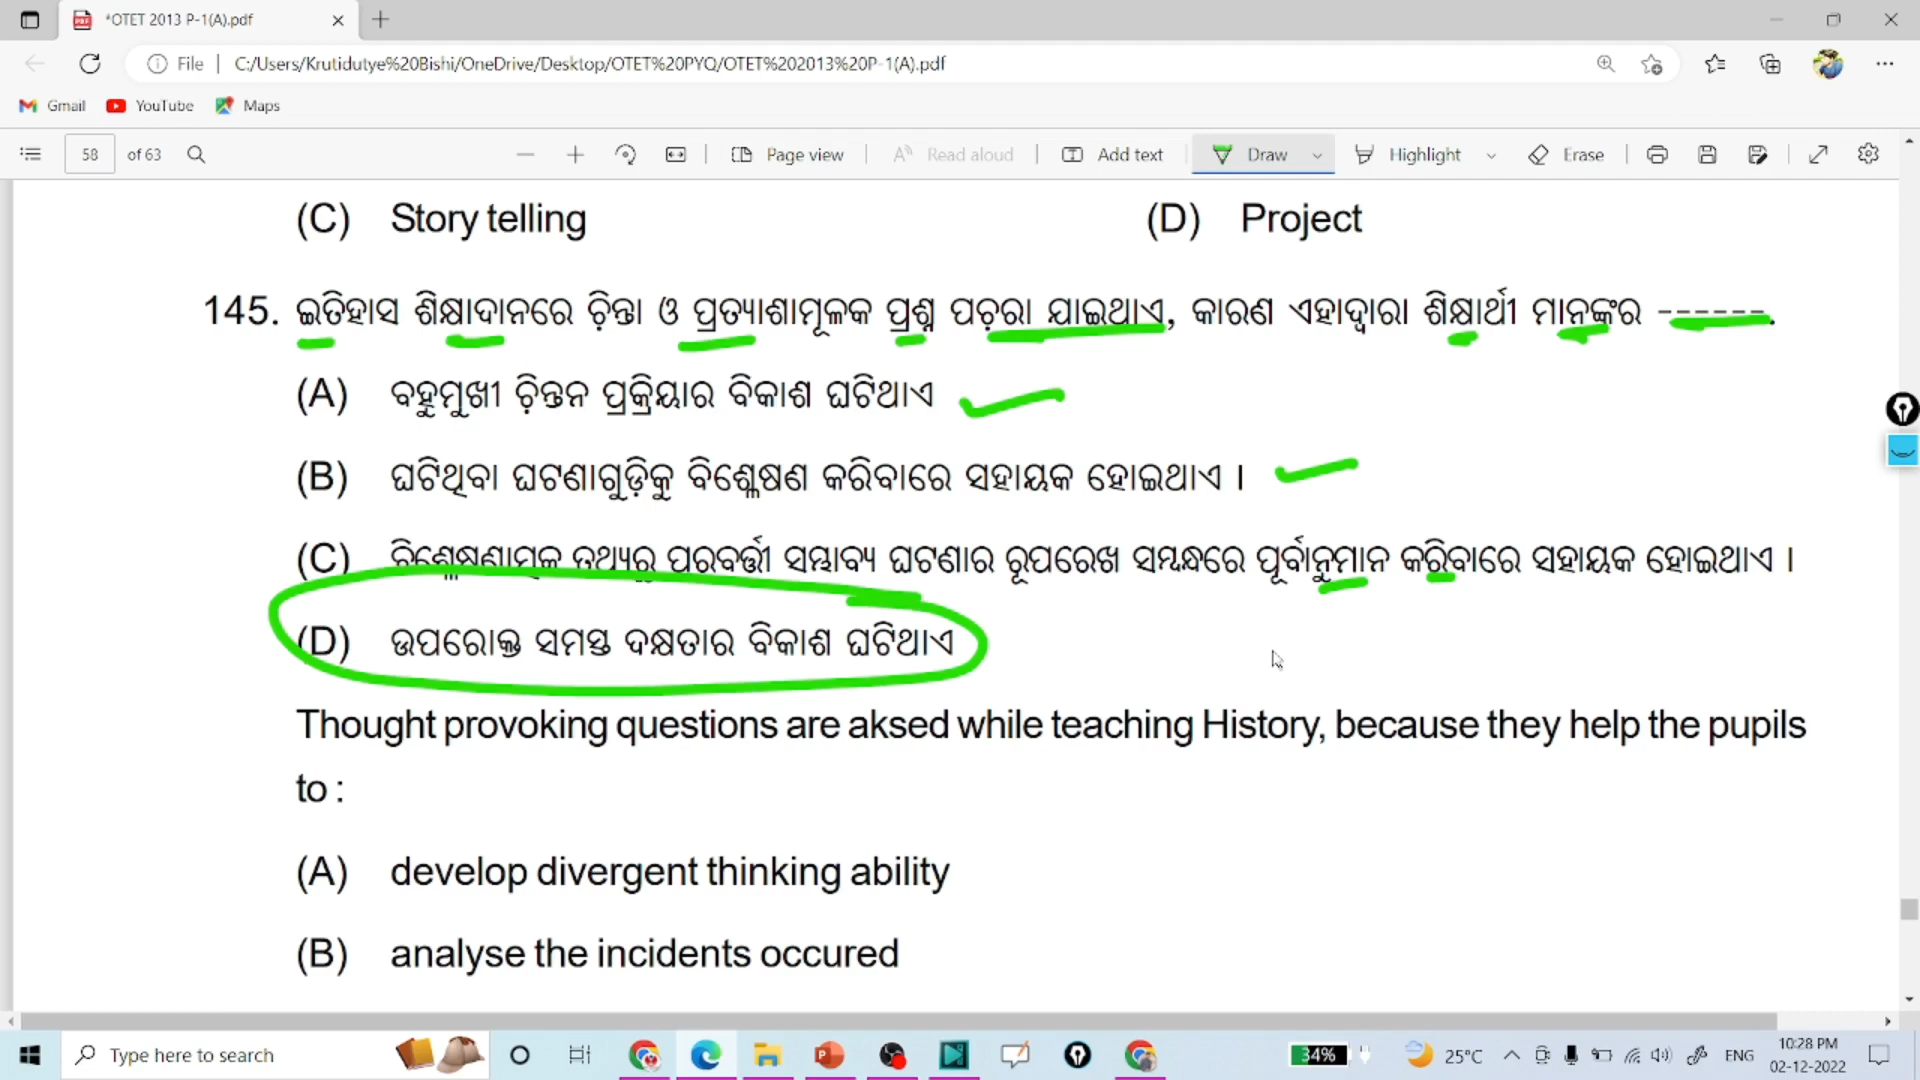 *OTET 2013 P-1(A).pdf
File | C:/Users/Krutidutye%20Bishi/OneDrive/Desktop/OTET%20PYQ/OTET%202013%20P-1(A).pdf
Gmail YouTube Maps
58 of 63 Page view Read aloud Add text Draw Highlight Erase
(C) Story telling (D) Project
145. ଇତିହାସ ଶିକ୍ଷାଦାନରେ ଚିନ୍ତା ଓ ପ୍ରତ୍ୟାଶାମୂଳକ ପ୍ରଶ୍ନ ପଚରା ଯାଇଥାଏ, କାରଣ ଏହାଦ୍ୱାରା ଶିକ୍ଷାର୍ଥୀ ମାନଙ୍କର ------.
(A) ବହୁମୁଖୀ ଚିନ୍ତନ ପ୍ରକ୍ରିୟାର ବିକାଶ ଘଟିଥାଏ
(B) ଘଟିଥିବା ଘଟଣାଗୁଡ଼ିକୁ ବିଶ୍ଳେଷଣ କରିବାରେ ସହାୟକ ହୋଇଥାଏ ।
(C) ବିଶ୍ଳେଷଣାତ୍ମକ ତଥ୍ୟରୁ ପରବର୍ତ୍ତୀ ସମ୍ଭାବ୍ୟ ଘଟଣାର ରୂପରେଖ ସମ୍ବନ୍ଧରେ ପୂର୍ବାନୁମାନ କରିବାରେ ସହାୟକ ହୋଇଥାଏ ।
(D) ଉପରୋକ୍ତ ସମସ୍ତ ଦକ୍ଷତାର ବିକାଶ ଘଟିଥାଏ
Thought provoking questions are aksed while teaching History, because they help the pupils
to :
(A) develop divergent thinking ability
(B) analyse the incidents occured
Type here to search 34% 25°C ENG 10:28 PM
02-12-2022